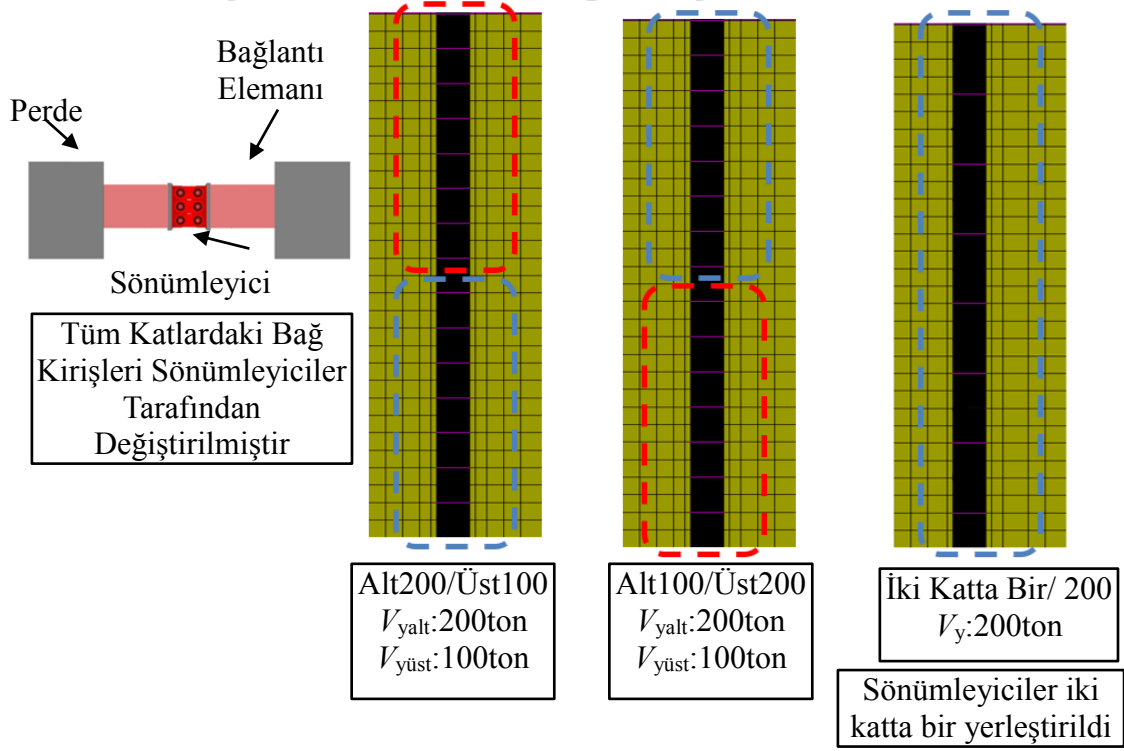 Perde
Bağlantı
Elemanı
Sönümleyici
Tüm Katlardaki Bağ
Kirişleri Sönümleyiciler
Tarafından
Değiştirilmiştir
Alt200/Üst100
Vyalt:200ton
Vyüst:100ton
Alt100/Üst200
Vyalt:200ton
Vyüst:100ton
İki Katta Bir/ 200
Vy:200ton
Sönümleyiciler iki
katta bir yerleştirildi